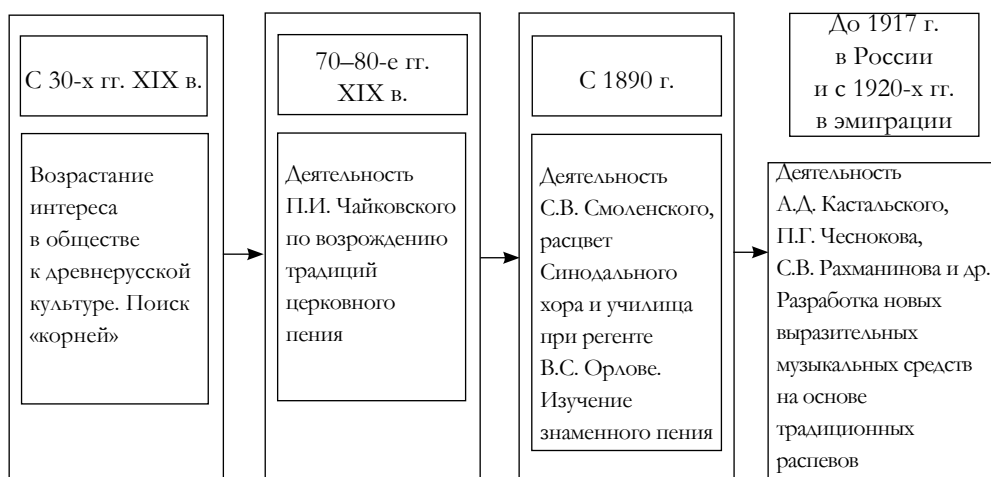 С 30-х гг. XIX в.
Возрастание
интереса
в обществе
к древнерусской
культуре. Поиск
«корней»
70–80-е гг.
XIX в.
Деятельность
П.И. Чайковского
по возрождению
традиций
церковного
пения
С 1890 г.
Деятельность
С.В. Смоленского,
расцвет
Синодального
хора и училища
при регенте
В.С. Орлове.
Изучение
знаменного пения
До 1917 г.
в России
и с 1920-х гг.
в эмиграции
Деятельность
А.Д. Кастальского,
П.Г. Чеснокова,
С.В. Рахманинова и др.
Разработка новых
выразительных
музыкальных средств
на основе
традиционных
распевов